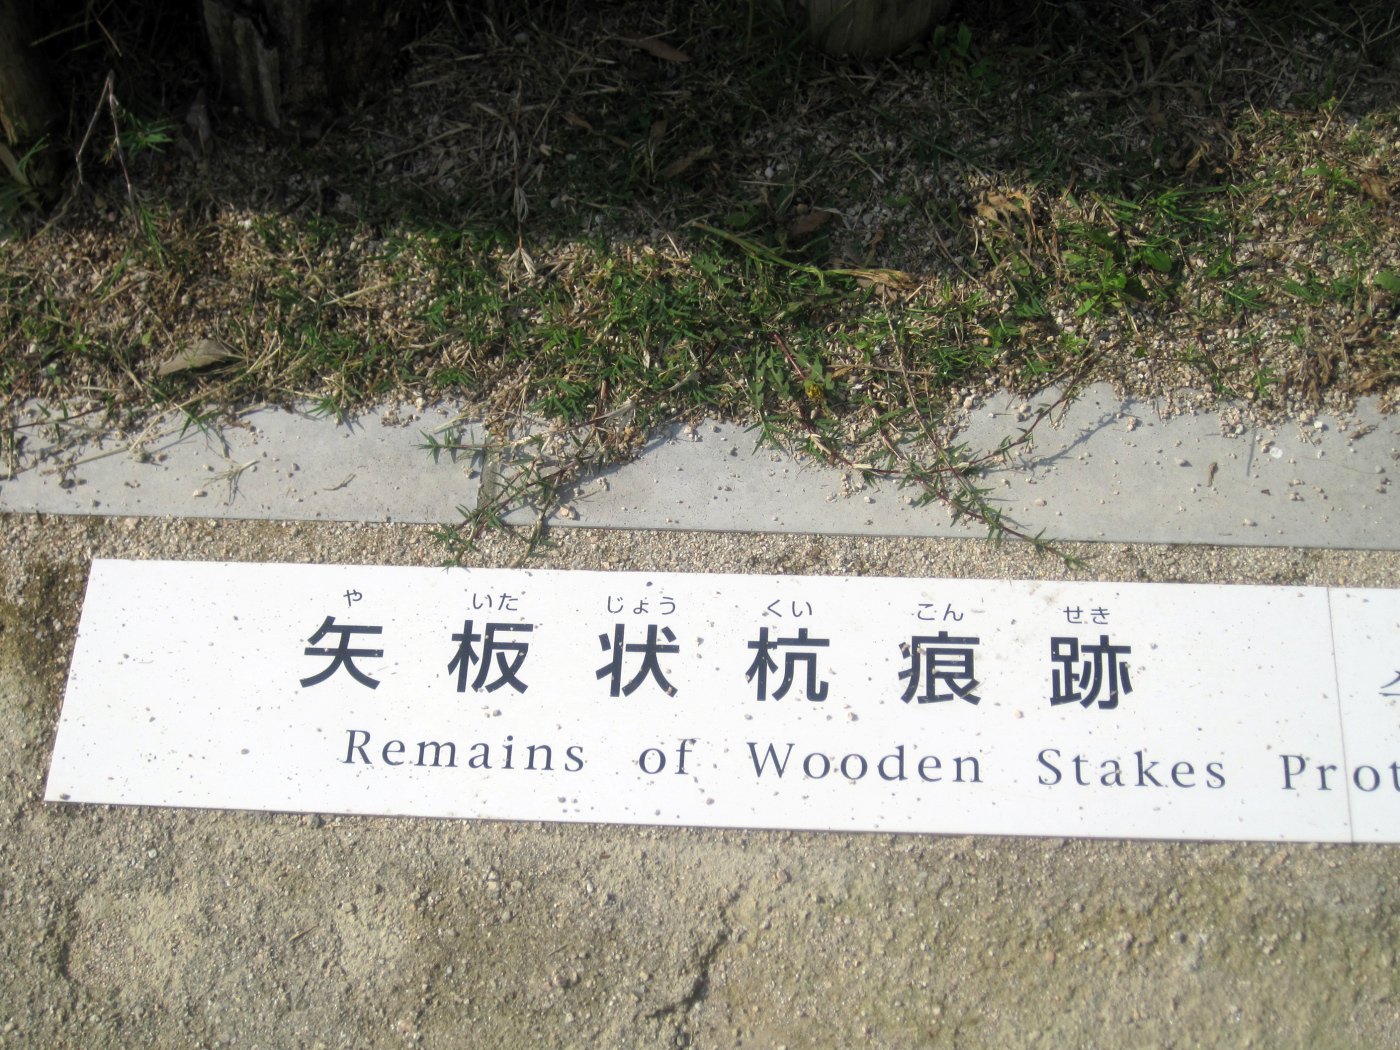 や いた じょう くい こん せき
矢板状杭痕跡
Remains of Wooden Stakes Prot